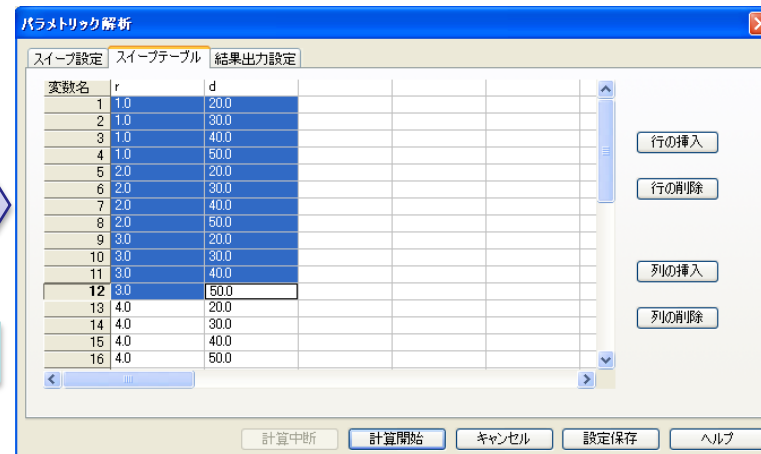 パラメトリック解析
スイープ設定 スイープテーブル 結果出力設定
変数名 r d
1 1.0 20.0
2 1.0 30.0
3 1.0 40.0
4 1.0 50.0
5 2.0 20.0
6 2.0 30.0
7 2.0 40.0
8 2.0 50.0
9 3.0 20.0
10 3.0 30.0
11 3.0 40.0
12 3.0 50.0
13 4.0 20.0
14 4.0 30.0
15 4.0 40.0
16 4.0 50.0
行の挿入
行の削除
列の挿入
列の削除
計算中断 計算開始 キャンセル 設定保存 ヘルプ